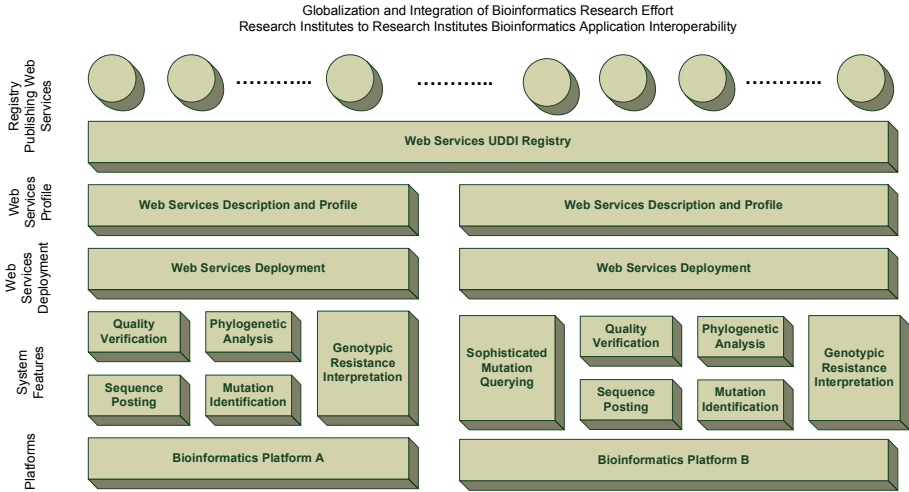 Globalization and Integration of Bioinformatics Research Effort
Research Institutes to Research Institutes Bioinformatics Application Interoperability
Registry
Publishing Web
Services
Web Services UDDI Registry
Web
Services
Profile
Web Services Description and Profile
Web Services Description and Profile
Web
Services
Deployment
Web Services Deployment
Web Services Deployment
System
Features
Quality
Verification
Phylogenetic
Analysis
Sequence
Posting
Mutation
Identification
Genotypic
Resistance
Interpretation
Sophisticated
Mutation
Querying
Quality
Verification
Phylogenetic
Analysis
Sequence
Posting
Mutation
Identification
Genotypic
Resistance
Interpretation
Platforms
Bioinformatics Platform A
Bioinformatics Platform B